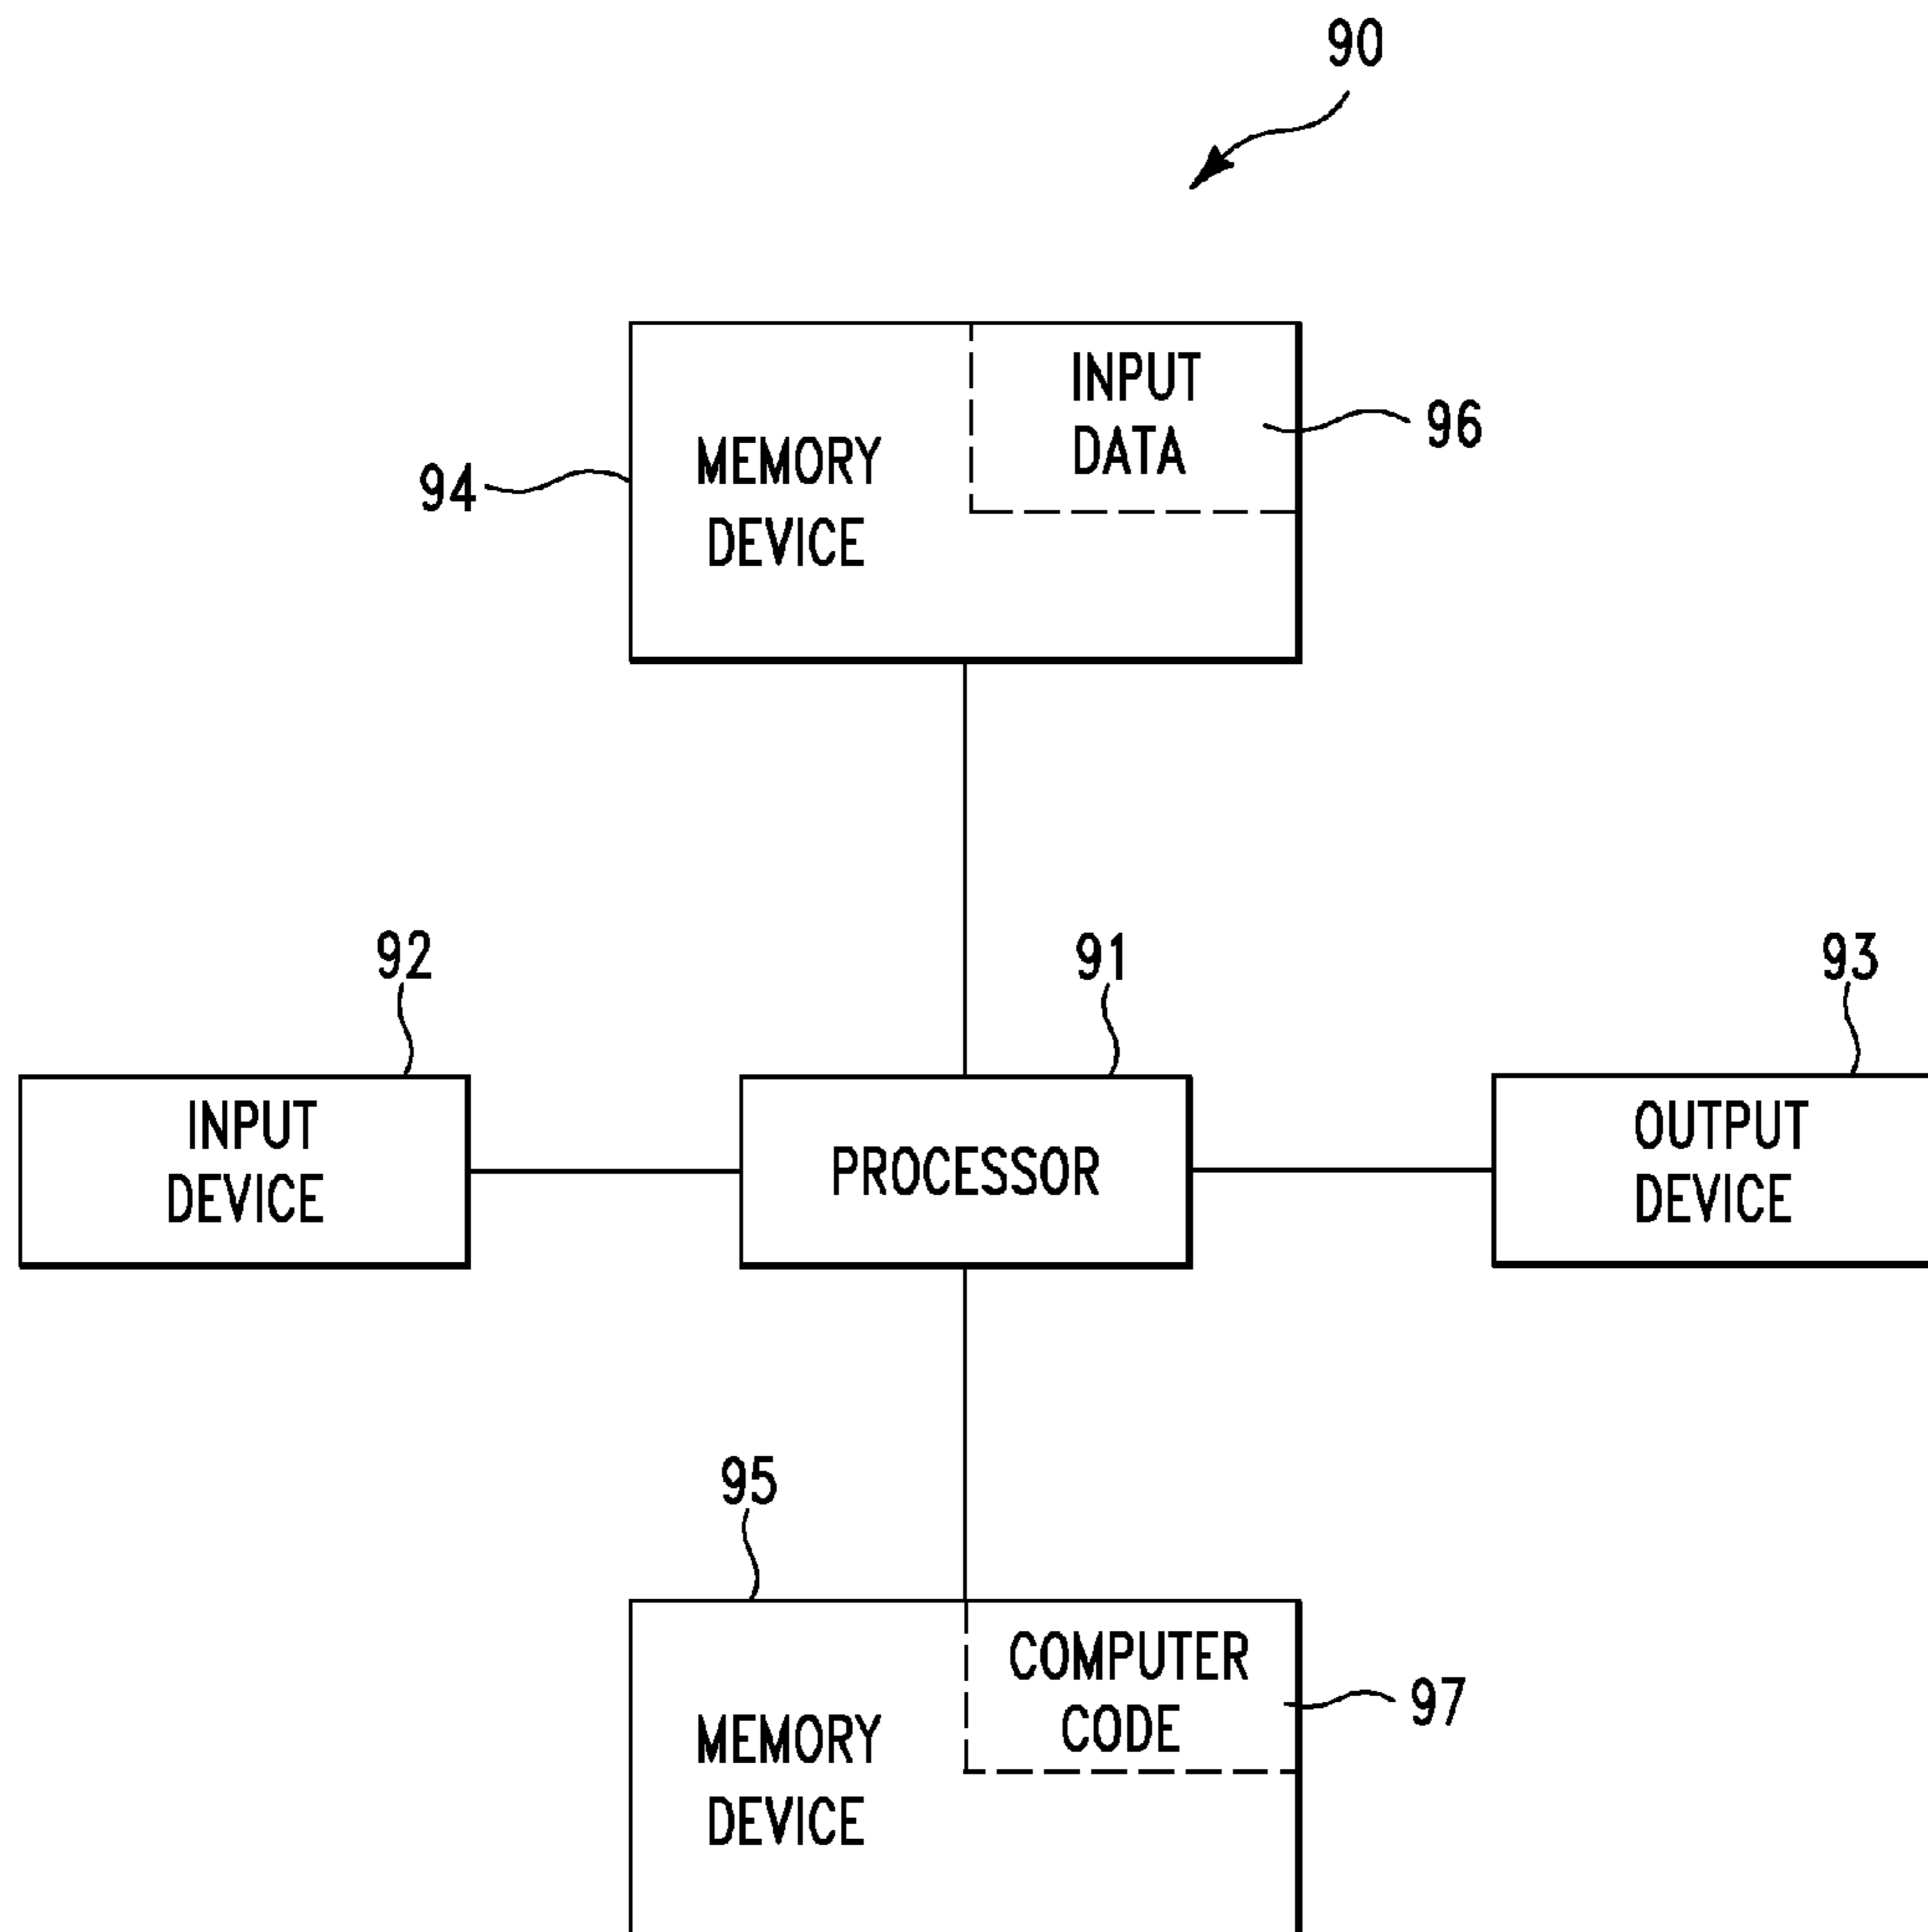 90
INPUT
DATA
96
MEMORY
DEVICE
94
92
91
93
INPUT
DEVICE
PROCESSOR
OUTPUT
DEVICE
95
COMPUTER
CODE
97
MEMORY
DEVICE